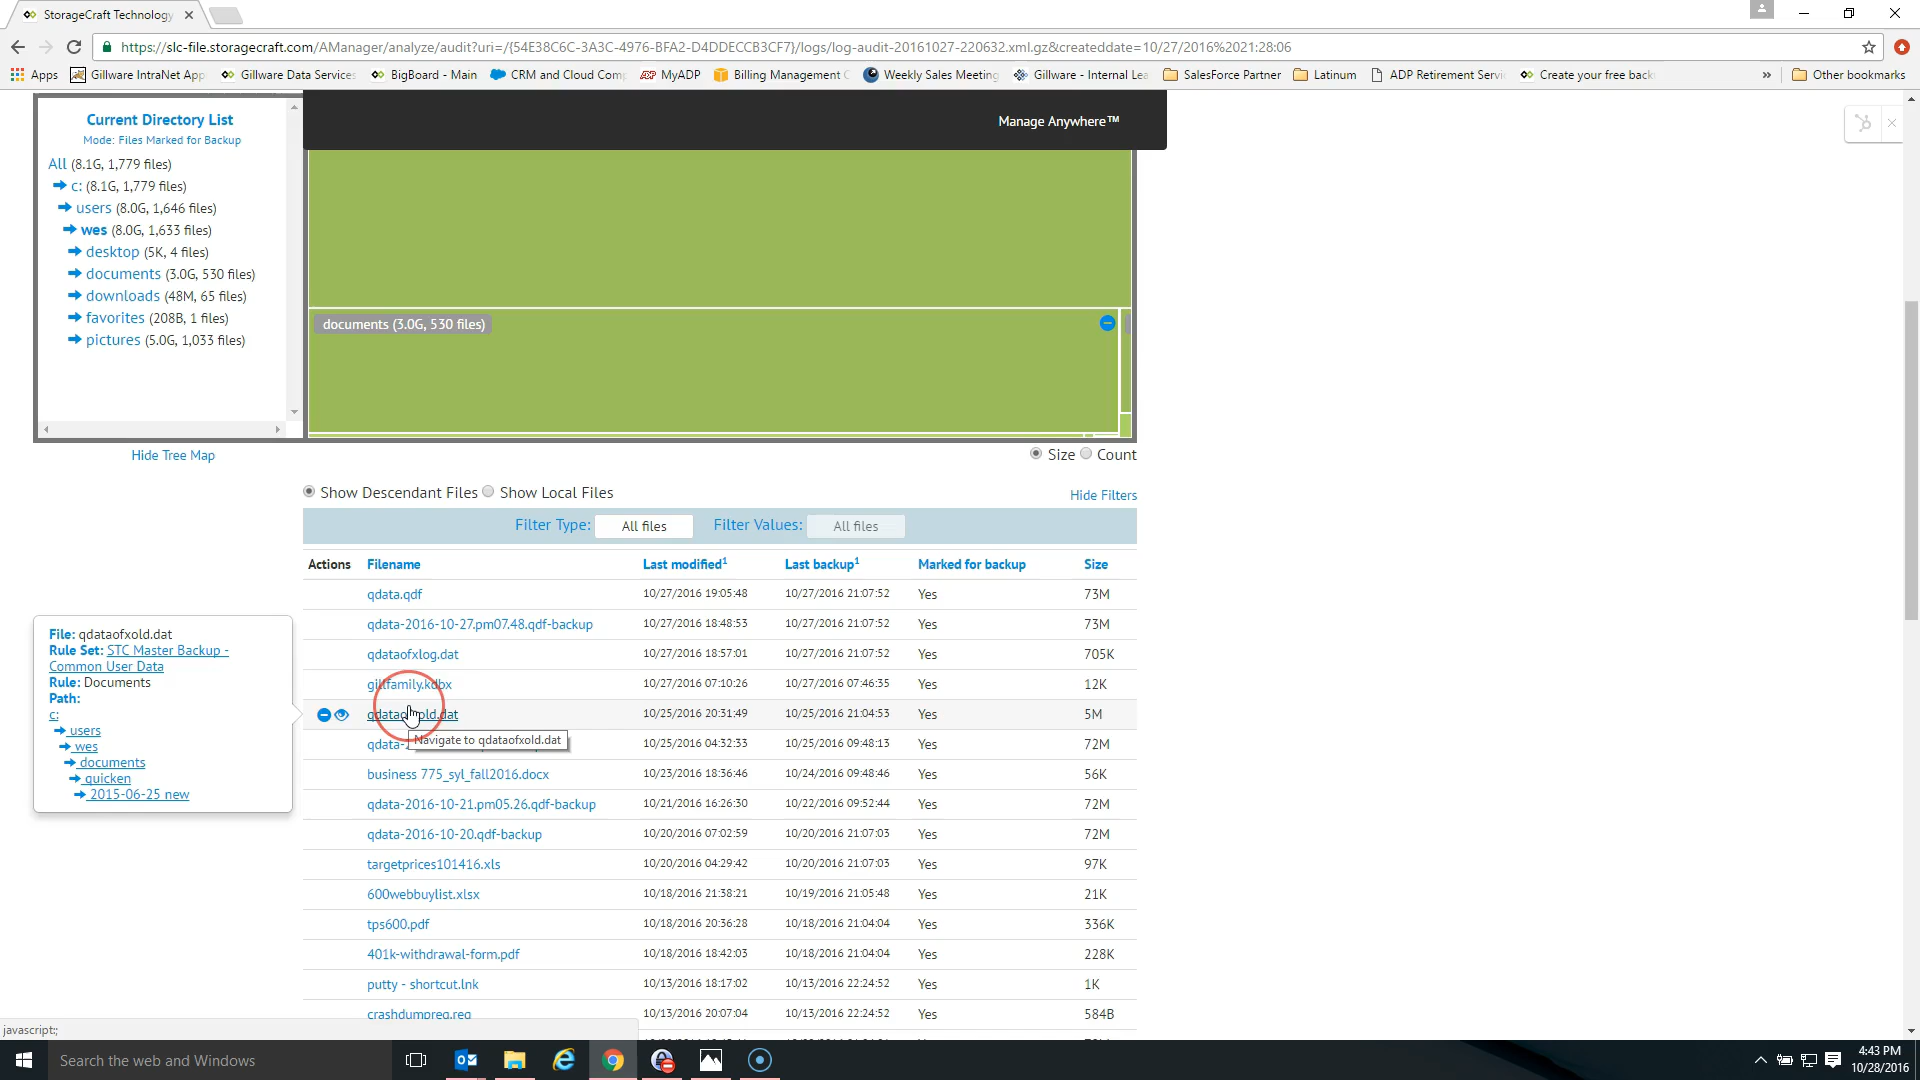 StorageCraft Technology
https://slc-file.storagecraft.com/AManager/analyze/audit?uri=/{54E38C6C-3A3C-4976-BFA2-D4DDECCB3CF7}/logs/log-audit-20161027-220632.xml.gz&createddate=10/27/2016%2021:28:06
Apps Gillware IntraNet App Gillware Data Services BigBoard - Main CRM and Cloud Com MyADP Billing Management Weekly Sales Meeting Gillware - Internal SalesForce Partner Latinum ADP Retirement Servi Create your free back » Other bookmarks
Manage Anywhere™
Current Directory List
Mode: Files Marked for Backup
All (8.1G, 1,779 files)
c: (8.1G, 1,779 files)
users (8.0G, 1,646 files)
wes (8.0G, 1,633 files)
desktop (5K, 4 files)
documents (3.0G, 530 files)
downloads (48M, 65 files)
favorites (208B, 1 files)
pictures (5.0G, 1,033 files)
documents (3.0G, 530 files)
Hide Tree Map
Size Count
Show Descendant Files Show Local Files
Hide Filters
Filter Type: All files Filter Values: All files
Actions Filename Last modified1 Last backup1 Marked for backup Size
qdata.qdf 10/27/2016 19:05:48 10/27/2016 21:07:52 Yes 73M
qdata-2016-10-27.pm07.48.qdf-backup 10/27/2016 18:48:53 10/27/2016 21:07:52 Yes 73M
qdataofxlog.dat 10/27/2016 18:57:01 10/27/2016 21:07:52 Yes 705K
gillfamily.kdbx 10/27/2016 07:10:26 10/27/2016 07:46:35 Yes 12K
qdataofxold.dat 10/25/2016 20:31:49 10/25/2016 21:04:53 Yes 5M
Navigate to qdataofxold.dat
qdata-2 10/25/2016 04:32:33 10/25/2016 09:48:13 Yes 72M
business 775_syl_fall2016.docx 10/23/2016 18:36:46 10/24/2016 09:48:46 Yes 56K
qdata-2016-10-21.pm05.26.qdf-backup 10/21/2016 16:26:30 10/22/2016 09:52:44 Yes 72M
qdata-2016-10-20.qdf-backup 10/20/2016 07:02:59 10/20/2016 21:07:03 Yes 72M
targetprices101416.xls 10/20/2016 04:29:42 10/20/2016 21:07:03 Yes 97K
600webbuylist.xlsx 10/18/2016 21:38:21 10/19/2016 21:05:48 Yes 21K
tps600.pdf 10/18/2016 20:36:28 10/18/2016 21:04:04 Yes 336K
401k-withdrawal-form.pdf 10/18/2016 18:42:03 10/18/2016 21:04:04 Yes 228K
putty - shortcut.lnk 10/13/2016 18:17:02 10/13/2016 22:24:52 Yes 1K
crashdumpreg.reg 10/13/2016 20:07:04 10/13/2016 22:24:52 Yes 584B
File: qdataofxold.dat
Rule Set: STC Master Backup -
Common User Data
Rule: Documents
Path:
c:
users
wes
documents
quicken
2015-06-25 new
javascript:;
Search the web and Windows
4:43 PM
10/28/2016